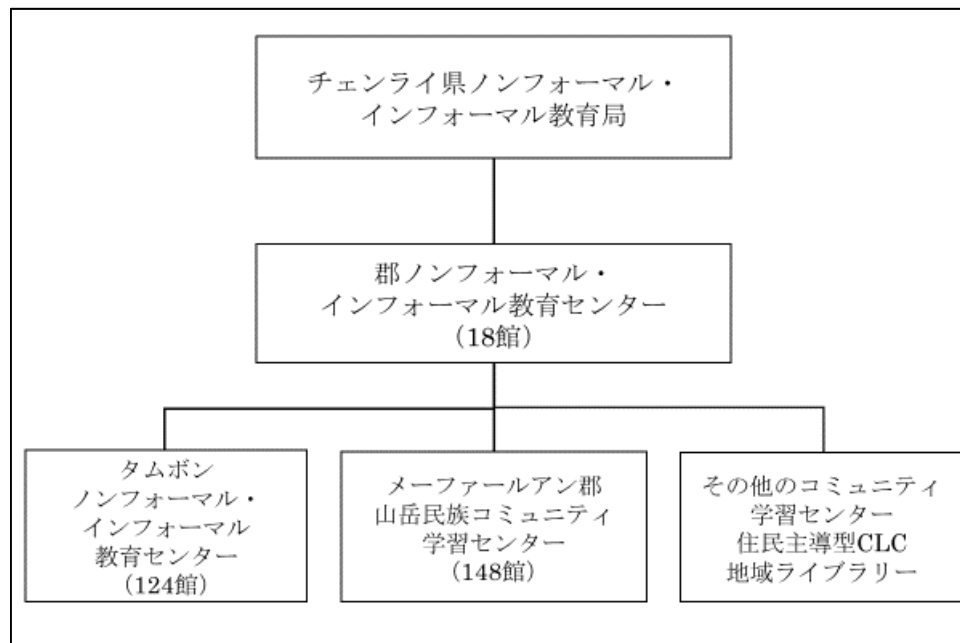 チェンライ県ノンフォーマル・
インフォーマル教育局
郡ノンフォーマル・
インフォーマル教育センター
（18館）
タムボン
ノンフォーマル・
インフォーマル
教育センター
（124館）
メーファールアン郡
山岳民族コミュニティ
学習センター
（148館）
その他のコミュニティ
学習センター
住民主導型CLC
地域ライブラリー